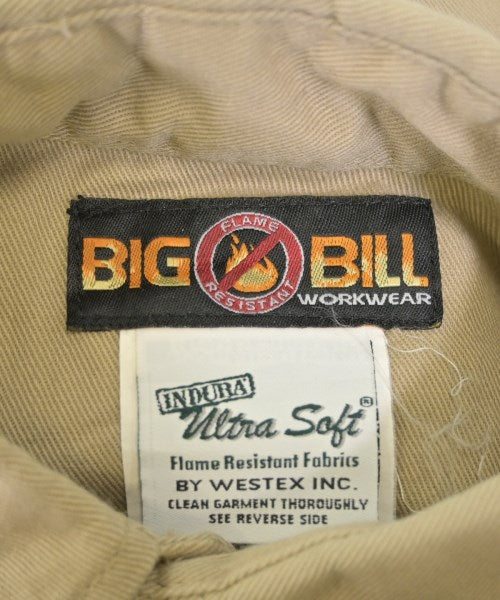 BIG BILL
FLAME
RESISTANT
WORKWEAR
INDURA®
Ultra Soft®
Flame Resistant Fabrics
BY WESTEX INC.
CLEAN GARMENT THOROUGHLY
SEE REVERSE SIDE